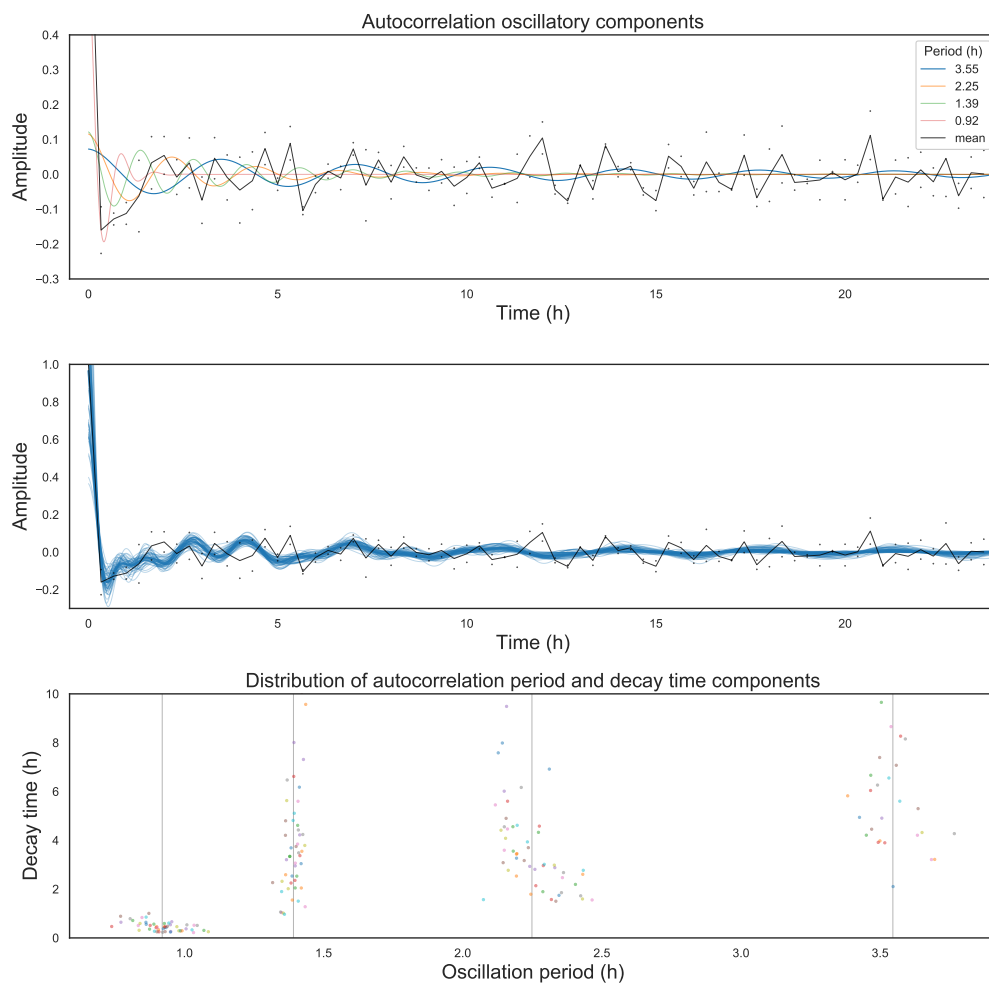 Autocorrelation oscillatory components
0.4
0.3
0.2
0.1
0.0
−0.1
−0.2
−0.3
Amplitude
Period (h)
3.55
2.25
1.39
0.92
mean
0 5 10 15 20
Time (h)
1.0
0.8
0.6
0.4
0.2
0.0
−0.2
Amplitude
0 5 10 15 20
Time (h)
Distribution of autocorrelation period and decay time components
10
8
6
4
2
0
Decay time (h)
1.0 1.5 2.0 2.5 3.0 3.5
Oscillation period (h)